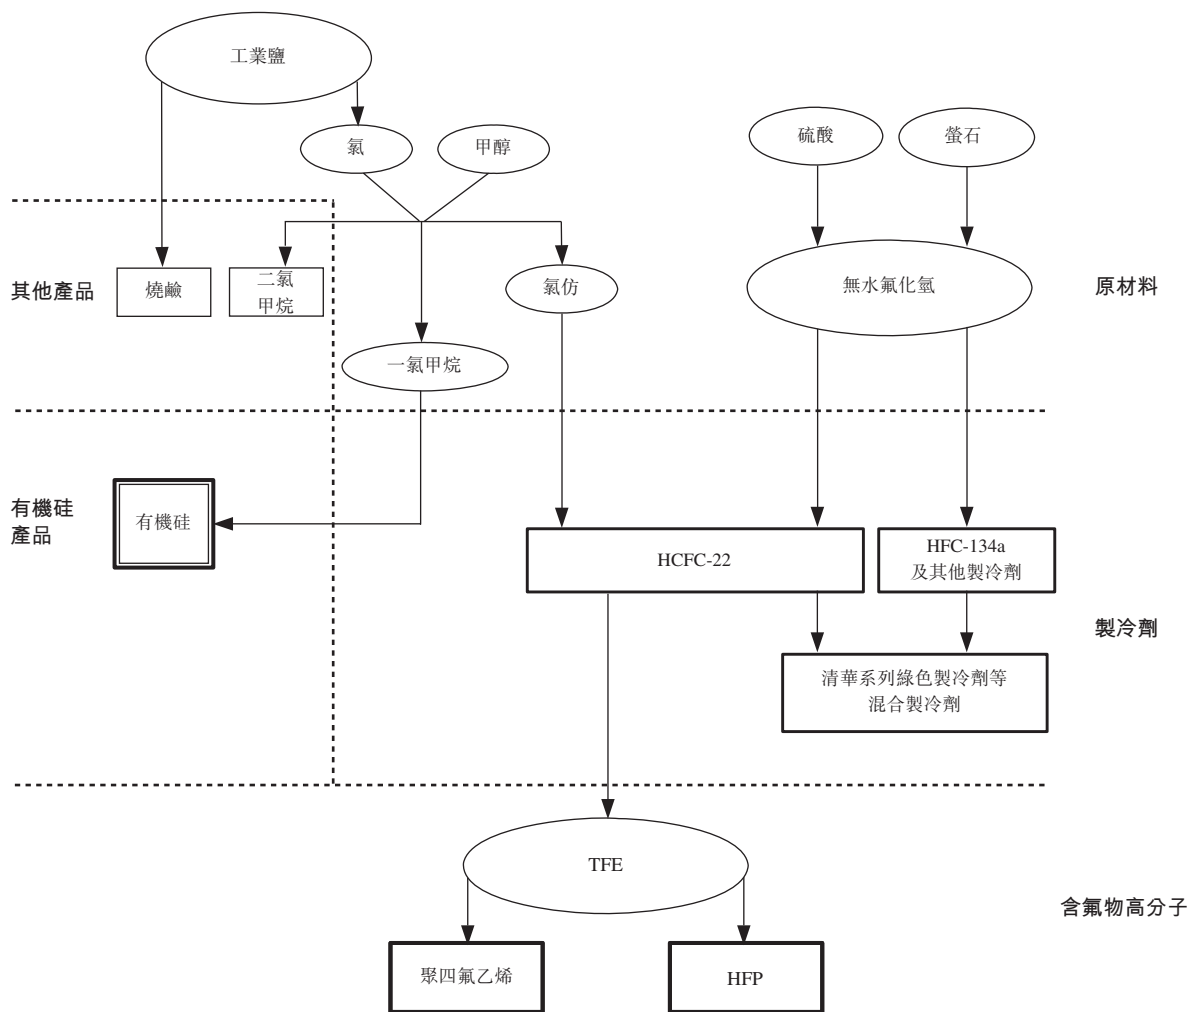 工業鹽
氯
甲醇
硫酸
螢石
其他產品
燒鹼
二氯
甲烷
氯仿
無水氟化氫
原材料
一氯甲烷
有機硅
產品
有機硅
HCFC-22
HFC-134a
及其他製冷劑
製冷劑
清華系列綠色製冷劑等
混合製冷劑
TFE
含氟物高分子
聚四氟乙烯
HFP